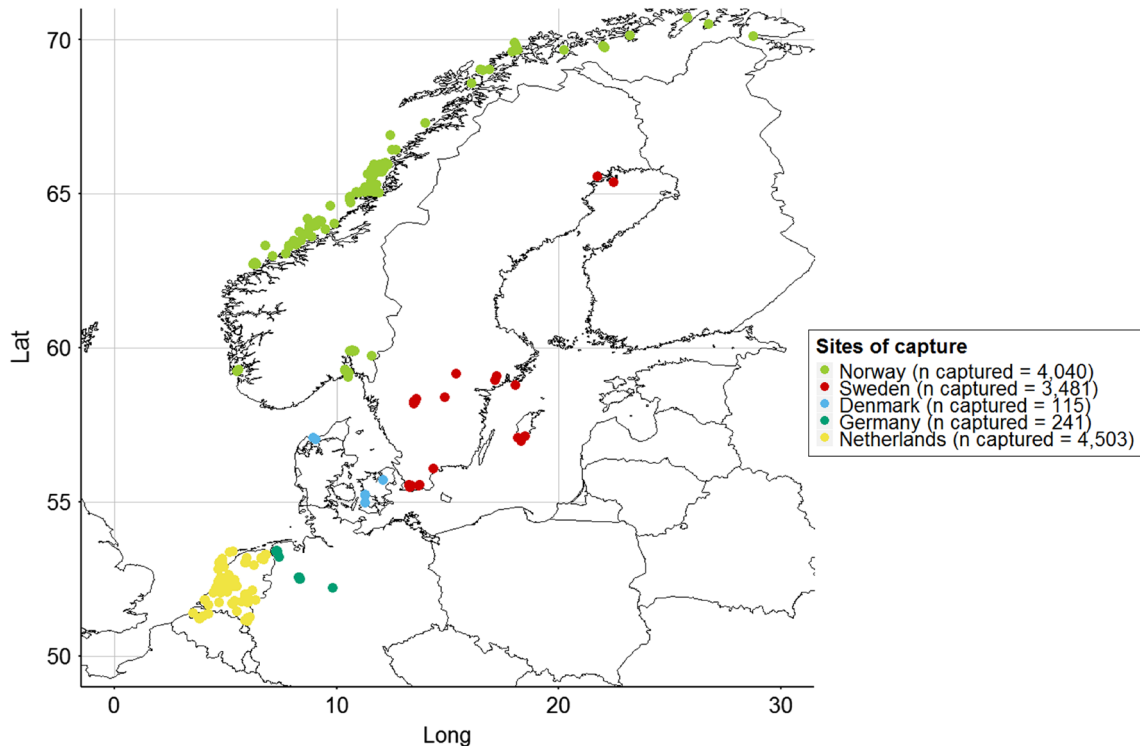 70
65
60
55
50
Lat
0
10
20
30
Long
Sites of capture
Norway (n captured = 4,040)
Sweden (n captured = 3,481)
Denmark (n captured = 115)
Germany (n captured = 241)
Netherlands (n captured = 4,503)